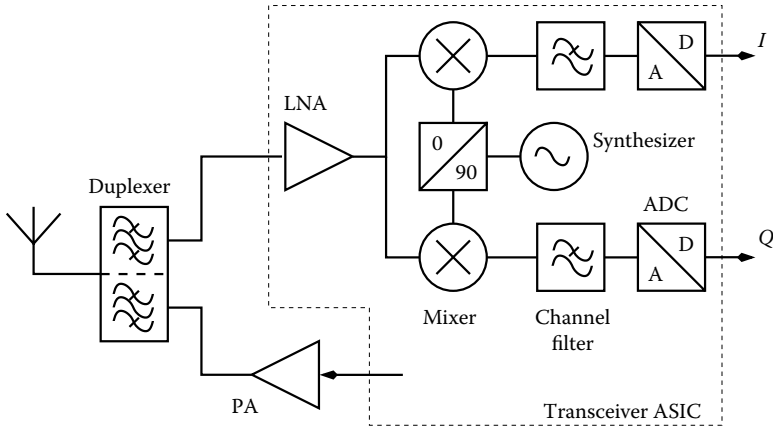 D
I
A
LNA
0
Synthesizer
90
Duplexer
ADC
D
Q
A
Mixer
Channel
filter
PA
Transceiver ASIC